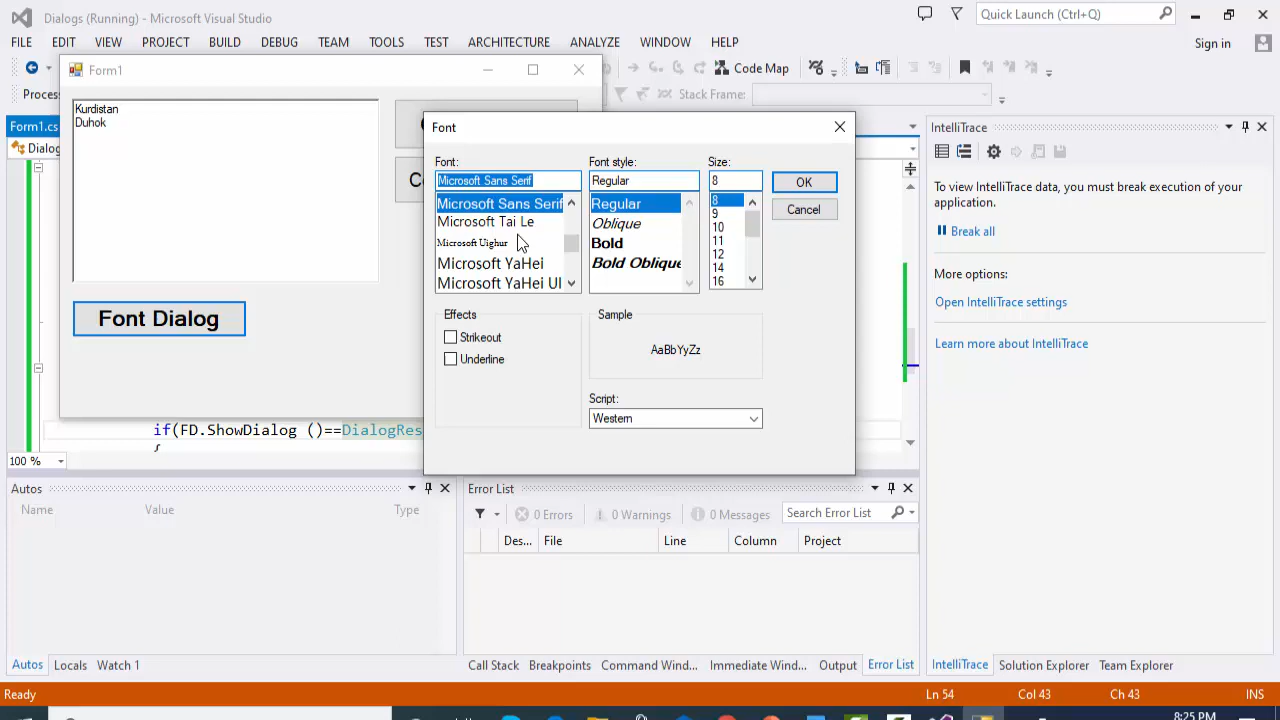 Dialogs (Running) - Microsoft Visual Studio
Quick Launch (Ctrl+Q)
FILE EDIT VIEW PROJECT BUILD DEBUG TEAM TOOLS TEST ARCHITECTURE ANALYZE WINDOW HELP
Sign in
Code Map
Stack Frame:
Form1
Kurdistan
Duhok
Font Dialog
Font
Font:
Font style:
Size:
Microsoft Sans Serif
Regular
8
OK
Cancel
Microsoft Sans Serif
Microsoft Tai Le
Microsoft Uighur
Microsoft YaHei
Microsoft YaHei UI
Regular
Oblique
Bold
Bold Oblique
8
9
10
11
12
14
16
Effects
Strikeout
Underline
Sample
AaBbYyZz
Script:
Western
if(FD.ShowDialog ()==DialogRes
{
100 %
IntelliTrace
To view IntelliTrace data, you must break execution of your
application.
Break all
More options:
Open IntelliTrace settings
Learn more about IntelliTrace
Autos
Name Value Type
Error List
0 Errors 0 Warnings 0 Messages
Search Error List
Des... File Line Column Project
Autos Locals Watch 1
Call Stack Breakpoints Command Wind... Immediate Wind... Output Error List
IntelliTrace Solution Explorer Team Explorer
Ready
Ln 54 Col 43 Ch 43 INS
8:25 PM